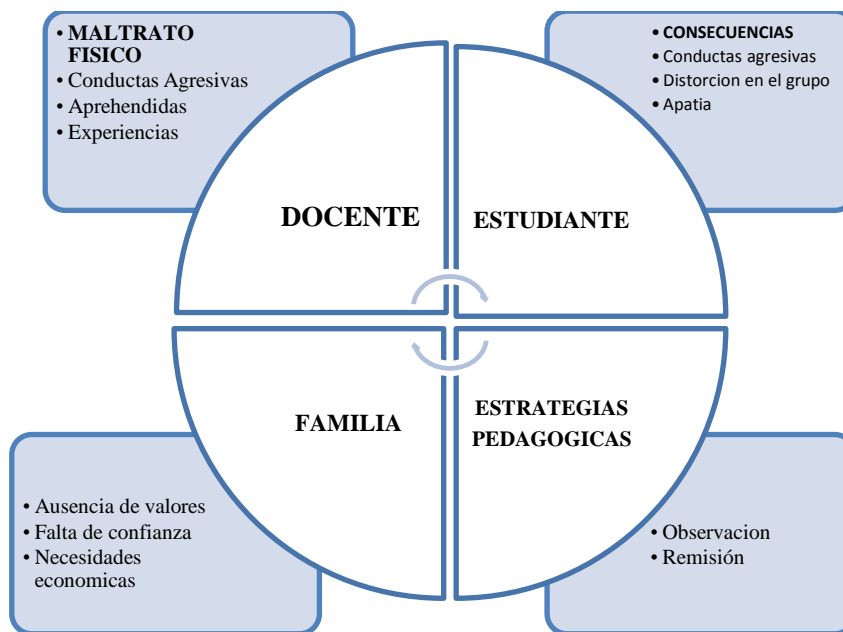 • MALTRATO
FISICO
• Conductas Agresivas
• Aprehendidas
• Experiencias
• CONSECUENCIAS
• Conductas agresivas
• Distorcion en el grupo
• Apatia
DOCENTE
ESTUDIANTE
FAMILIA
ESTRATEGIAS
PEDAGOGICAS
• Ausencia de valores
• Falta de confianza
• Necesidades
economicas
• Observacion
• Remisión